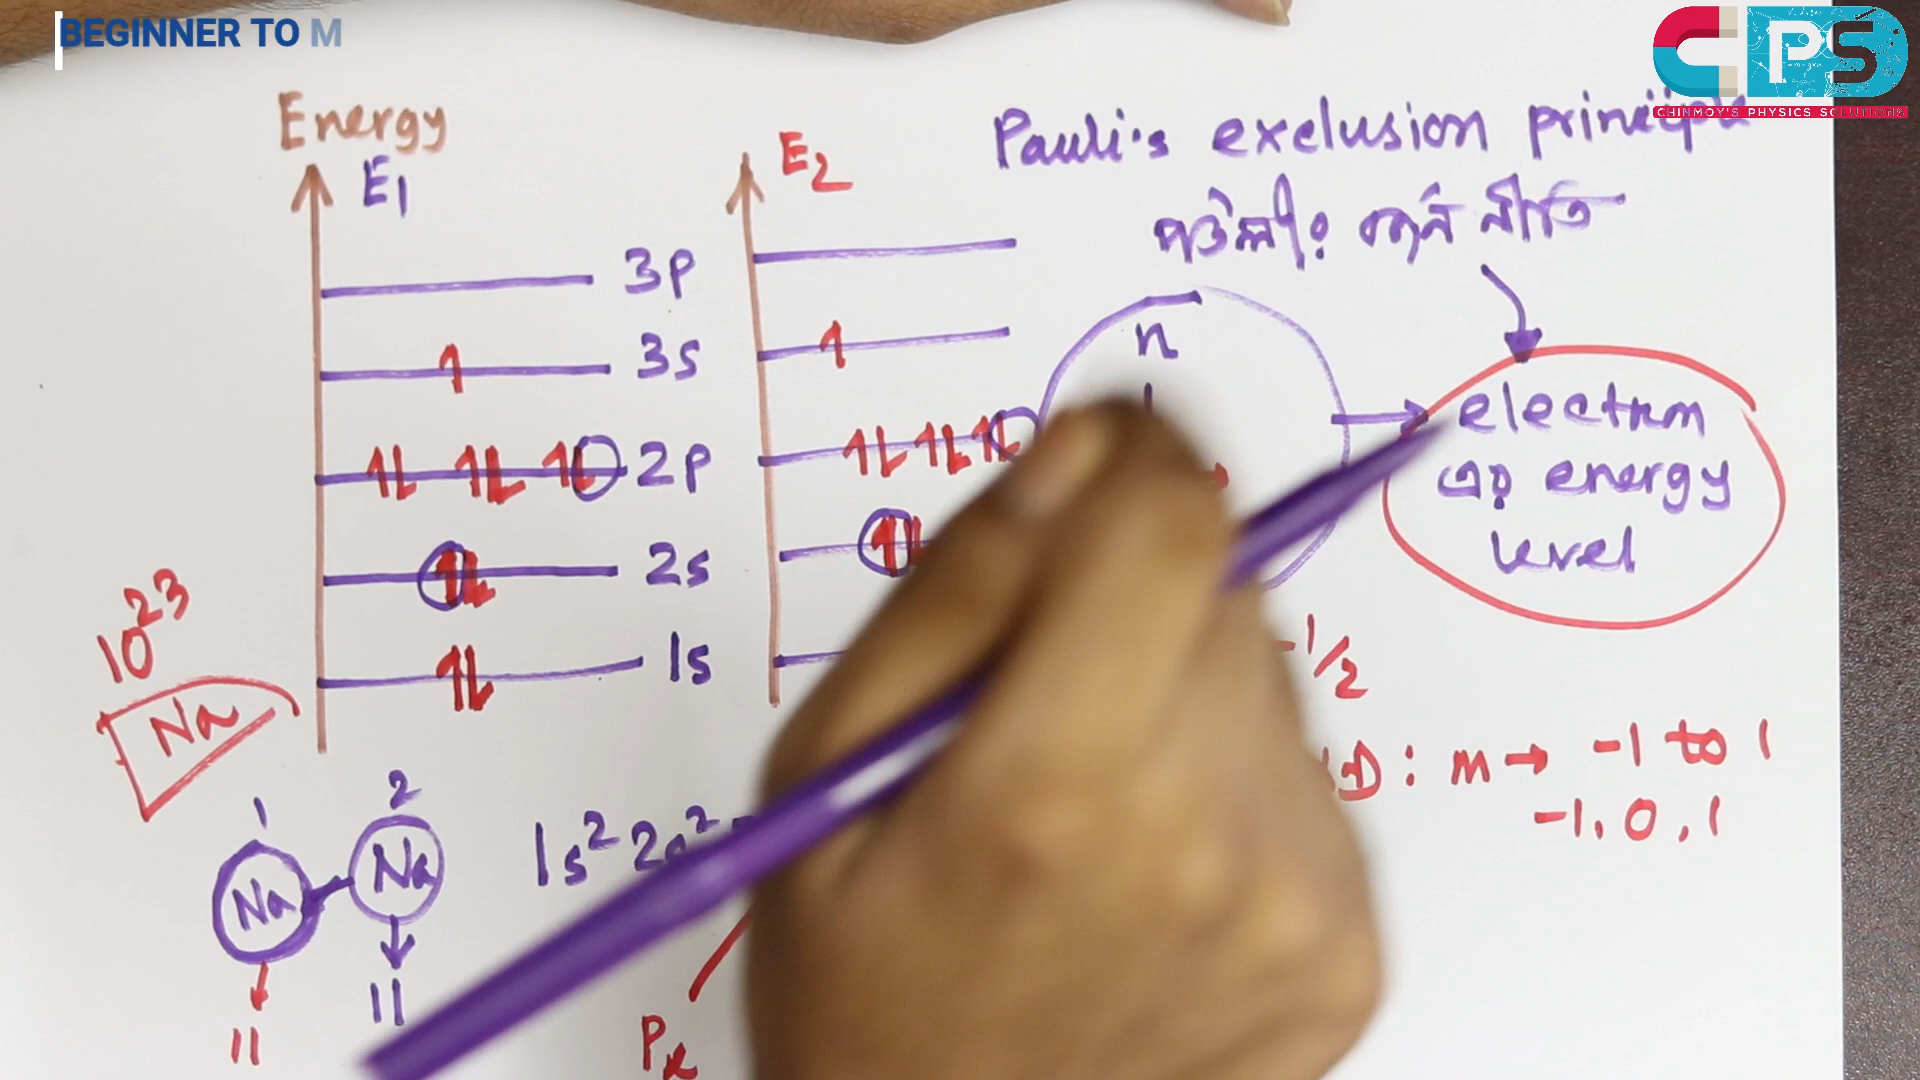 BEGINNER TO M
CPS
CHINMOY'S PHYSICS SOLUTIONS
Energy
E1
E2
Pauli's exclusion principle
পউলীর বর্জন নীতি
3p
3s
2p
2s
1s
n
electron
এর energy
level
10²³
Na
-1/2
D: m→ -1 to 1
-1, 0, 1
1
2
Na
Na
1s² 2s²
11
11
Px